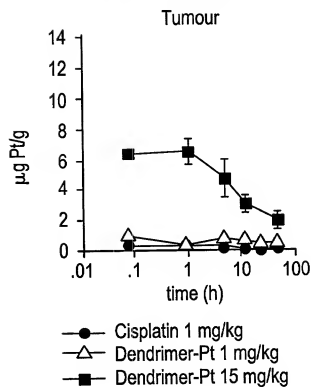 Tumour
14
12
10
8
6
4
2
0
µg Pt/g
.01 .1 1 10 100
time (h)
Cisplatin 1 mg/kg
Dendrimer-Pt 1 mg/kg
Dendrimer-Pt 15 mg/kg